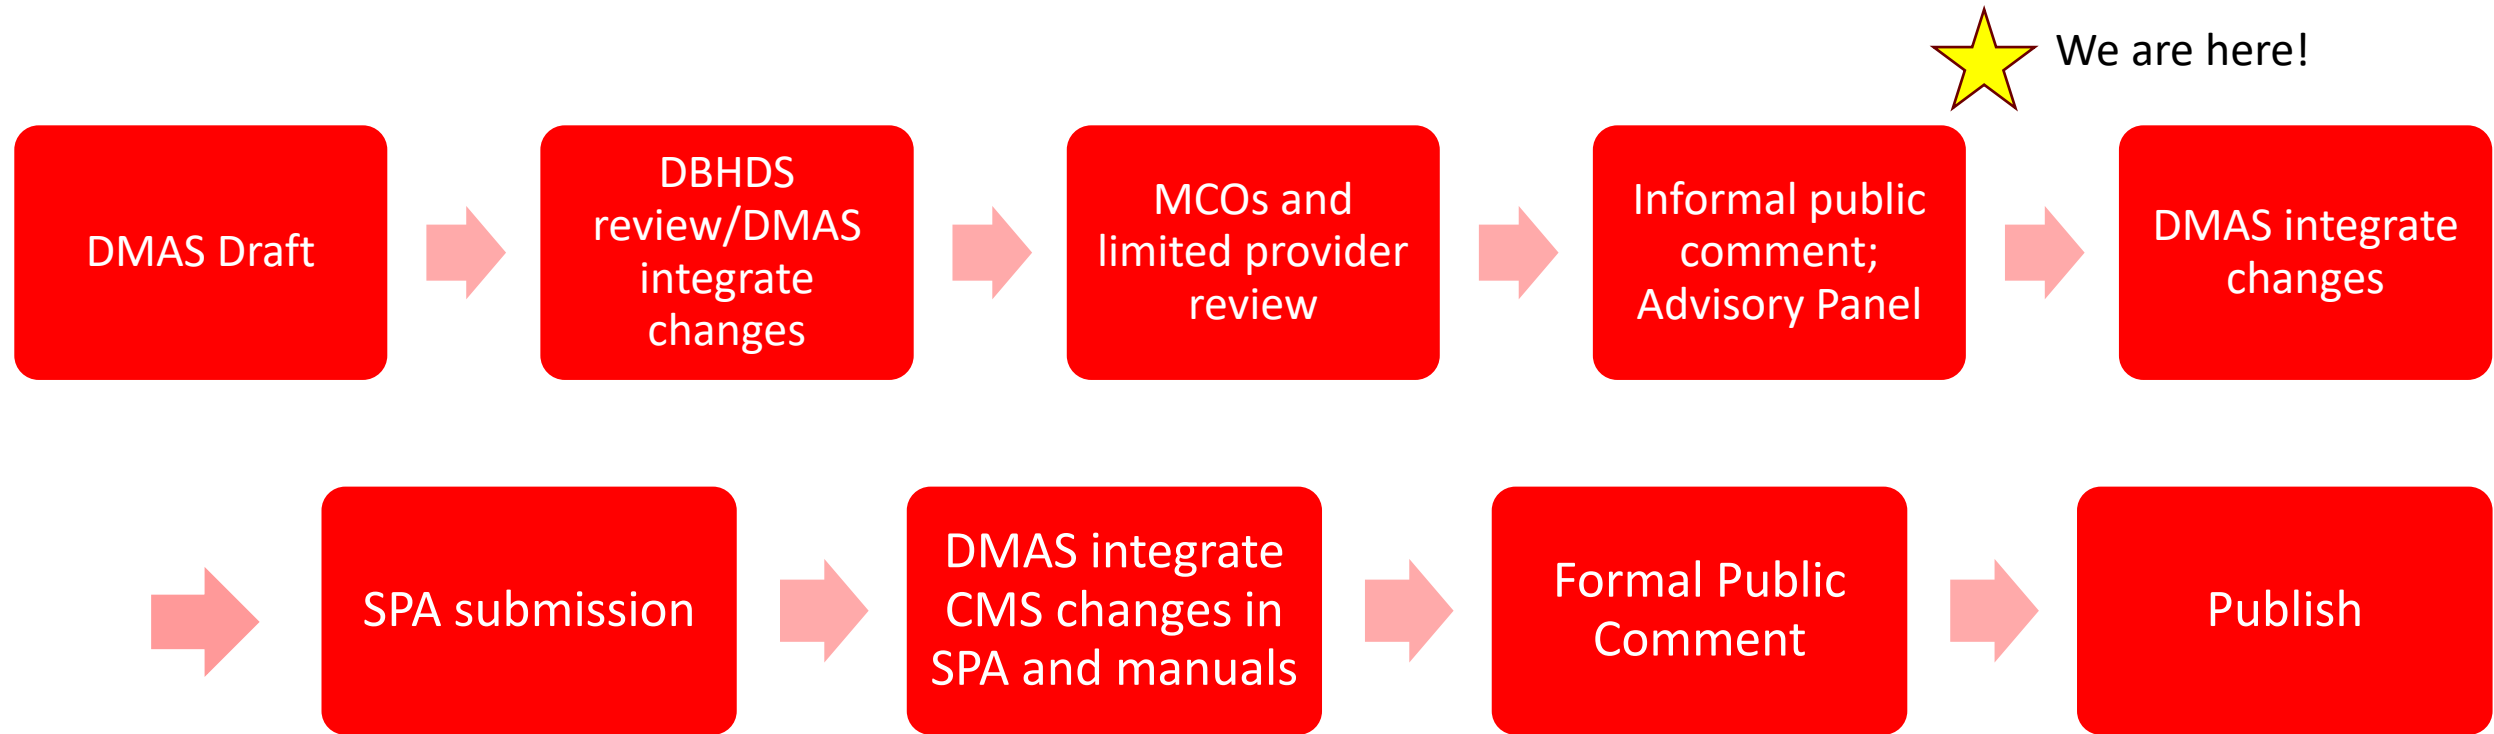 We are here!
DMAS Draft
DBHDS
review/DMAS
integrate
changes
MCOs and
limited provider
review
Informal public
comment;
Advisory Panel
DMAS integrate
changes
SPA submission
DMAS integrate
CMS changes in
SPA and manuals
Formal Public
Comment
Publish